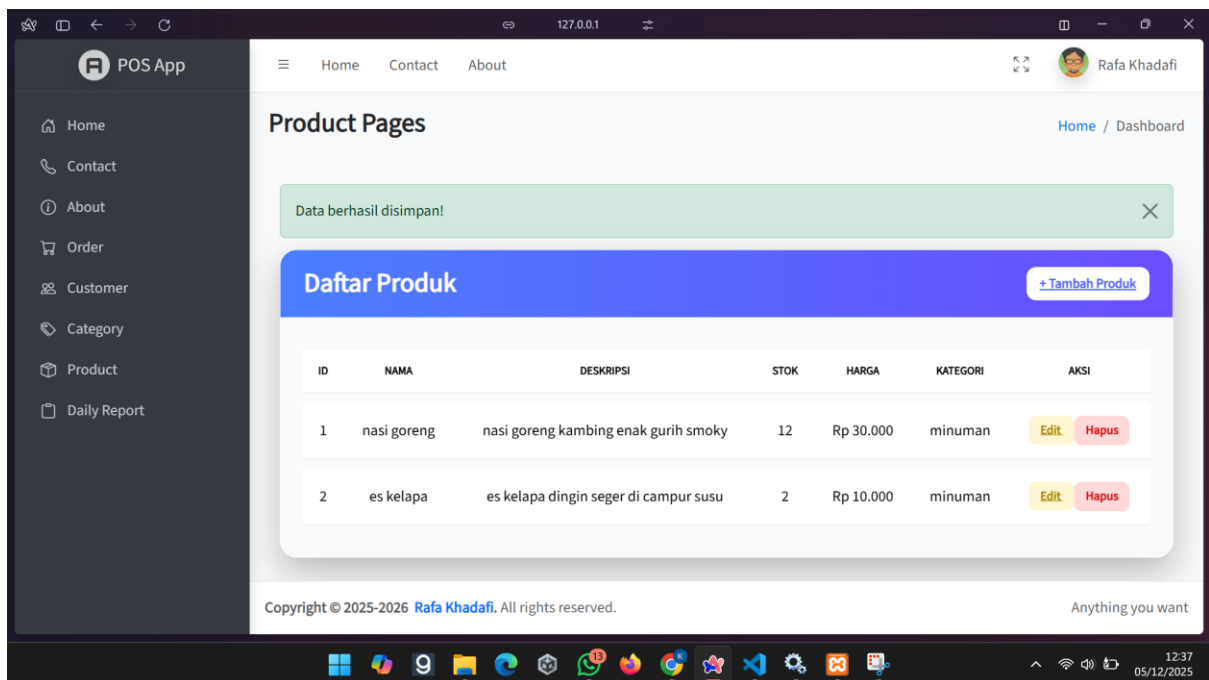 127.0.0.1
POS App
Home Contact About
Rafa Khadafi
Home
Contact
About
Order
Customer
Category
Product
Daily Report
Product Pages
Home / Dashboard
Data berhasil disimpan!
Daftar Produk
+ Tambah Produk
ID NAMA DESKRIPSI STOK HARGA KATEGORI AKSI
1 nasi goreng nasi goreng kambing enak gurih smoky 12 Rp 30.000 minuman Edit Hapus
2 es kelapa es kelapa dingin seger di campur susu 2 Rp 10.000 minuman Edit Hapus
Copyright © 2025-2026 Rafa Khadafi. All rights reserved.
Anything you want
13
K
12:37
05/12/2025